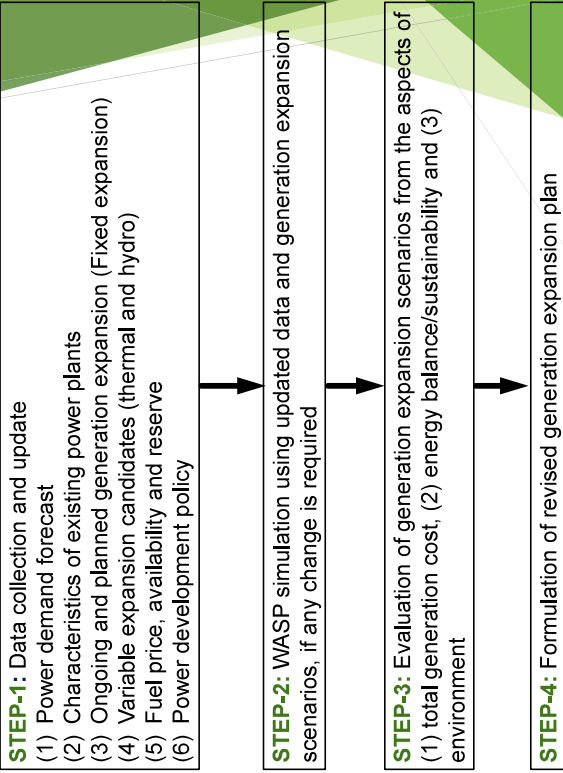 STEP-1: Data collection and update
(1) Power demand forecast
(2) Characteristics of existing power plants
(3) Ongoing and planned generation expansion (Fixed expansion)
(4) Variable expansion candidates (thermal and hydro)
(5) Fuel price, availability and reserve
(6) Power development policy
STEP-2: WASP simulation using updated data and generation expansion
scenarios, if any change is required
STEP-3: Evaluation of generation expansion scenarios from the aspects of
(1) total generation cost, (2) energy balance/sustainability and (3)
environment
STEP-4: Formulation of revised generation expansion plan